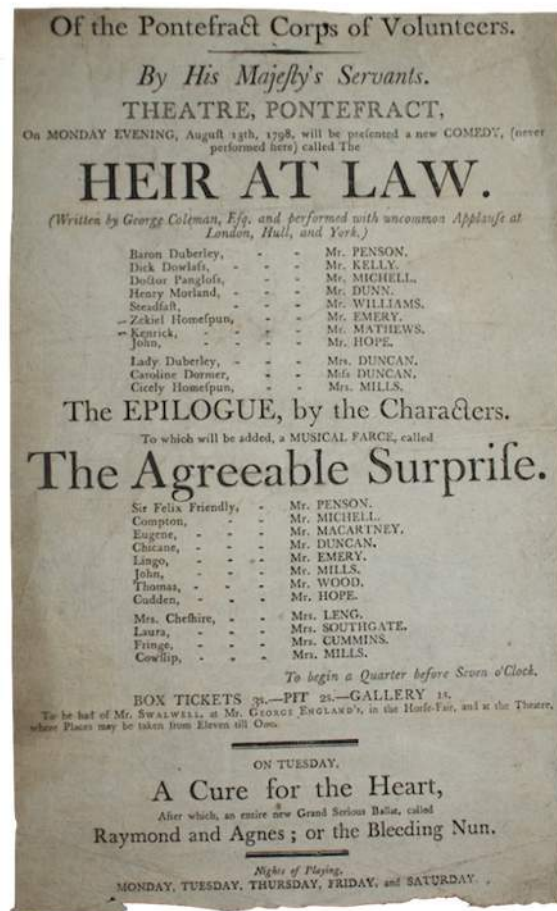 Of the Pontefract Corps of Volunteers.
By His Majeſty's Servants.
THEATRE, PONTEFRACT,
On MONDAY EVENING, Auguſt 13th, 1798, will be preſented a new COMEDY, (never
performed here) called The
HEIR AT LAW.
(Written by George Coleman, Eſq. and performed with uncommon Applauſe at
London, Hull, and York.)
Baron Duberley, - - Mr. PENSON.
Dick Dowlaſs, - - - Mr. KELLY.
Doctor Pangloſs, - - Mr. MICHELL.
Henry Morland, - - - Mr. DUNN.
Steadfaſt, - - - Mr. WILLIAMS.
Zekiel Homeſpun, - - Mr. EMERY.
Kenrick, - - - - Mr. MATHEWS.
John, - - - - Mr. HOPE.
Lady Duberley, - - - Mrs. DUNCAN.
Caroline Dormer, - - Miſs DUNCAN.
Cicely Homeſpun, - - Mrs. MILLS.
The EPILOGUE, by the Characters.
To which will be added, a MUSICAL FARCE, called
The Agreeable Surpriſe.
Sir Felix Friendly, - Mr. PENSON.
Compton, - - Mr. MICHELL.
Eugene, - - - Mr. MACARTNEY.
Chicane, - - - Mr. DUNCAN.
Lingo, - - - Mr. EMERY.
John, - - - Mr. MILLS.
Thomas, - - - Mr. WOOD.
Cudden, - - - Mr. HOPE.
Mrs. Cheſhire, - - Mrs. LENG.
Laura, - - - Mrs. SOUTHGATE.
Fringe, - - - Mrs. CUMMINS.
Cowſlip, - - - Mrs. MILLS.
To begin a Quarter before Seven o'Clock.
BOX TICKETS 3s.—PIT 2s.—GALLERY 1s.
To be had of Mr. SWALWELL, at Mr. GEORGE ENGLAND's, in the Horſe-Fair, and at the Theatre,
where Places may be taken from Eleven till One.
ON TUESDAY,
A Cure for the Heart,
After which, an entire new Grand Serious Ballet, called
Raymond and Agnes; or the Bleeding Nun.
Nights of Playing,
MONDAY, TUESDAY, THURSDAY, FRIDAY, and SATURDAY.